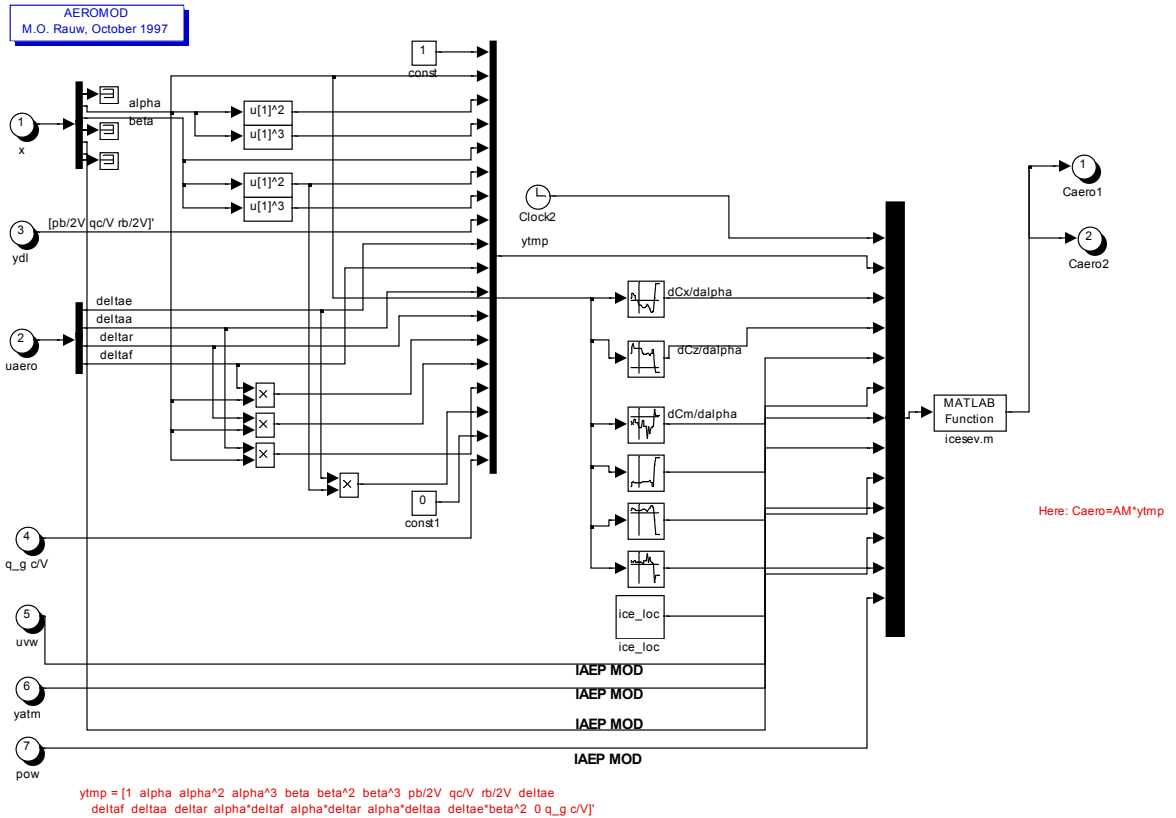 AEROMOD
M.O. Rauw, October 1997
1
const
1
x
alpha
beta
u[1]^2
u[1]^3
u[1]^2
u[1]^3
3
ydl
[pb/2V qc/V rb/2V]'
Clock2
ytmp
1
Caero1
2
Caero2
2
uaero
deltae
deltaa
deltar
deltaf
×
×
×
×
0
const1
dCx/dalpha
dCz/dalpha
dCm/dalpha
MATLAB
Function
icesev.m
Here: Caero=AM*ytmp
4
q_g c/V
ice_loc
ice_loc
5
uvw
IAEP MOD
6
yatm
IAEP MOD
IAEP MOD
7
pow
IAEP MOD
ytmp = [1 alpha alpha^2 alpha^3 beta beta^2 beta^3 pb/2V qc/V rb/2V deltae
deltaf deltaa deltar alpha*deltaf alpha*deltar alpha*deltaa deltae*beta^2 0 q_g c/V]'